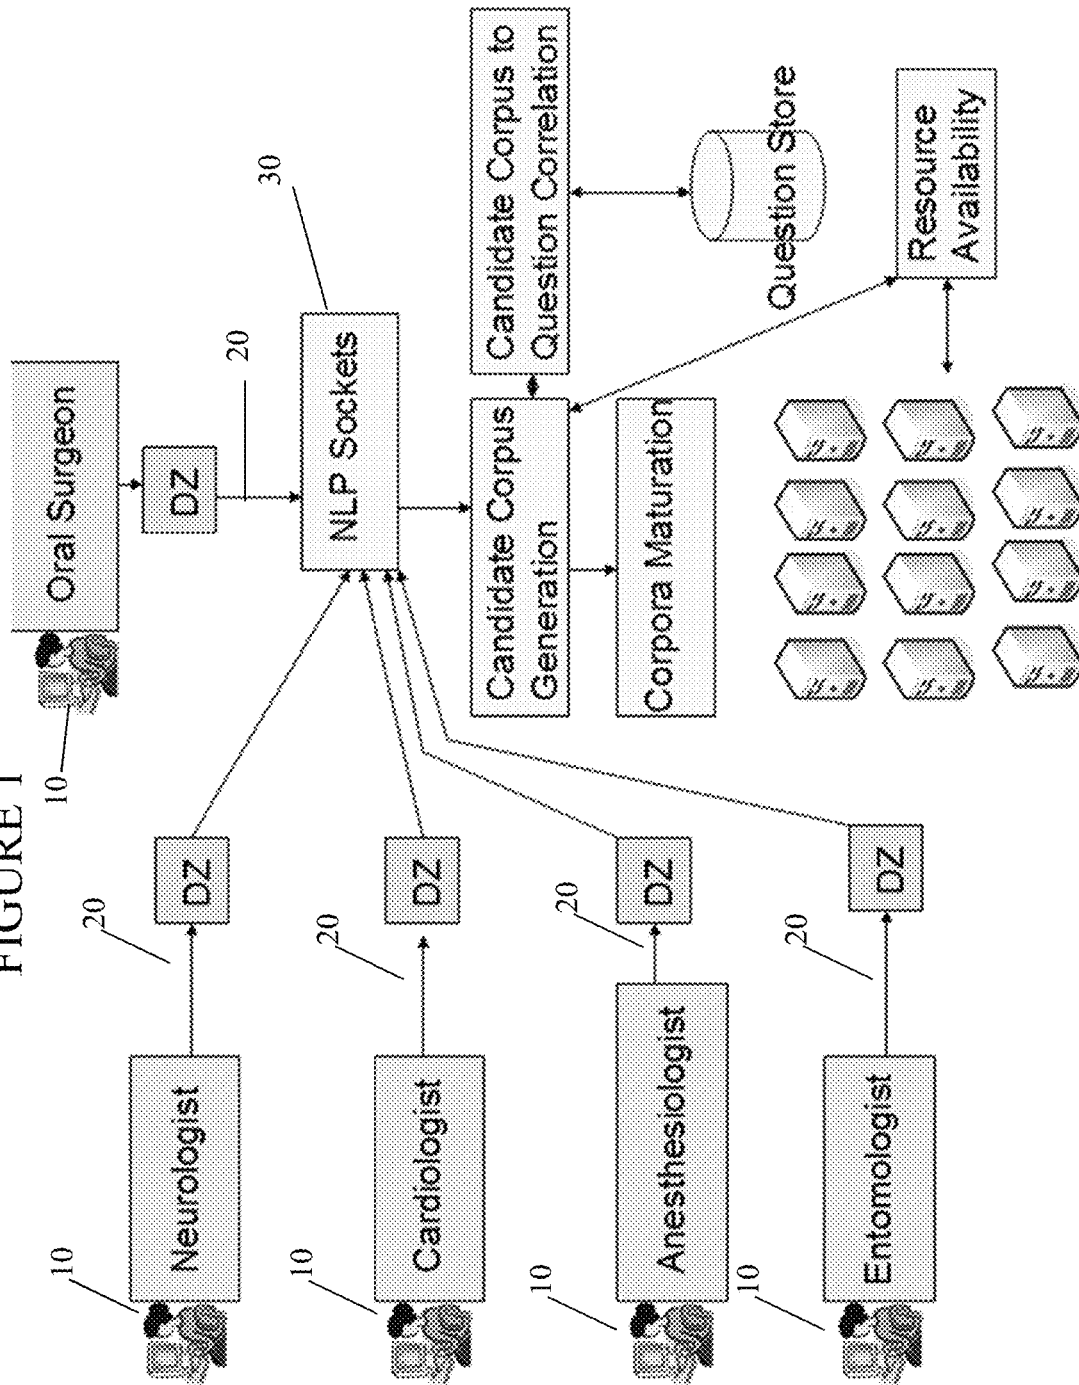 FIGURE 1
10
Oral Surgeon
DZ
20
10
Neurologist
20
DZ
NLP Sockets
30
10
Cardiologist
20
DZ
Candidate Corpus
Generation
Candidate Corpus to
Question Correlation
Corpora Maturation
10
Anesthesiologist
20
DZ
Question Store
10
Entomologist
20
DZ
Resource
Availability